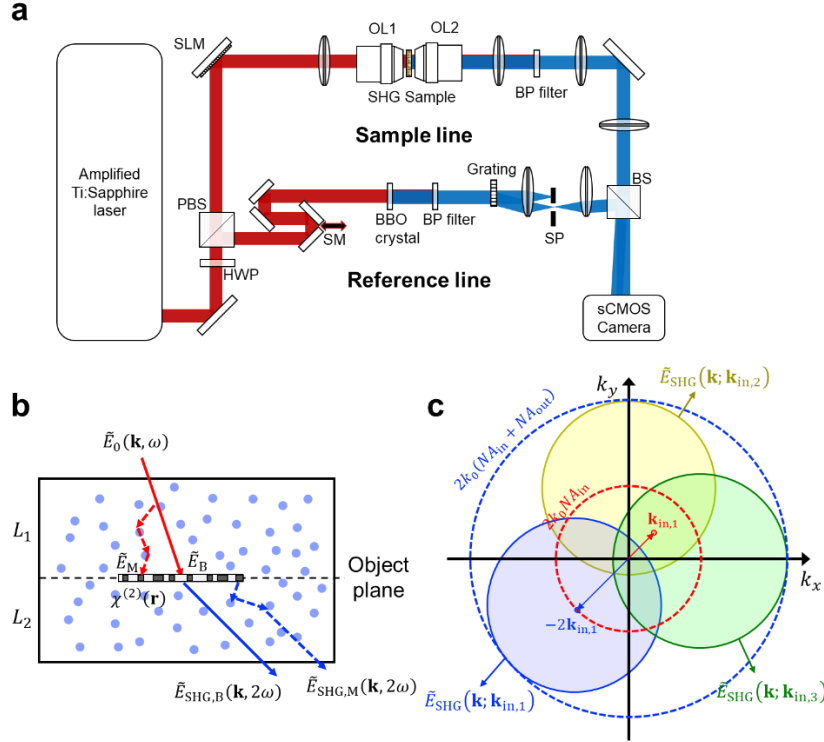 a
SLM
OL1
OL2
SHG Sample
BP filter
Sample line
Amplified
Ti:Sapphire
laser
PBS
HWP
SM
BBO
crystal
BP filter
Grating
SP
BS
Reference line
sCMOS
Camera
b
Ẽ₀(𝐤, ω)
L₁
L₂
Ẽ_M
Ẽ_B
χ⁽²⁾(𝐫)
Object
plane
Ẽ_SHG,B(𝐤, 2ω)
Ẽ_SHG,M(𝐤, 2ω)
c
k_y
k_x
Ẽ_SHG(𝐤; 𝐤_in,2)
2k₀(NA_in + NA_out)
2k₀NA_in
𝐤_in,1
−2𝐤_in,1
Ẽ_SHG(𝐤; 𝐤_in,1)
Ẽ_SHG(𝐤; 𝐤_in,3)